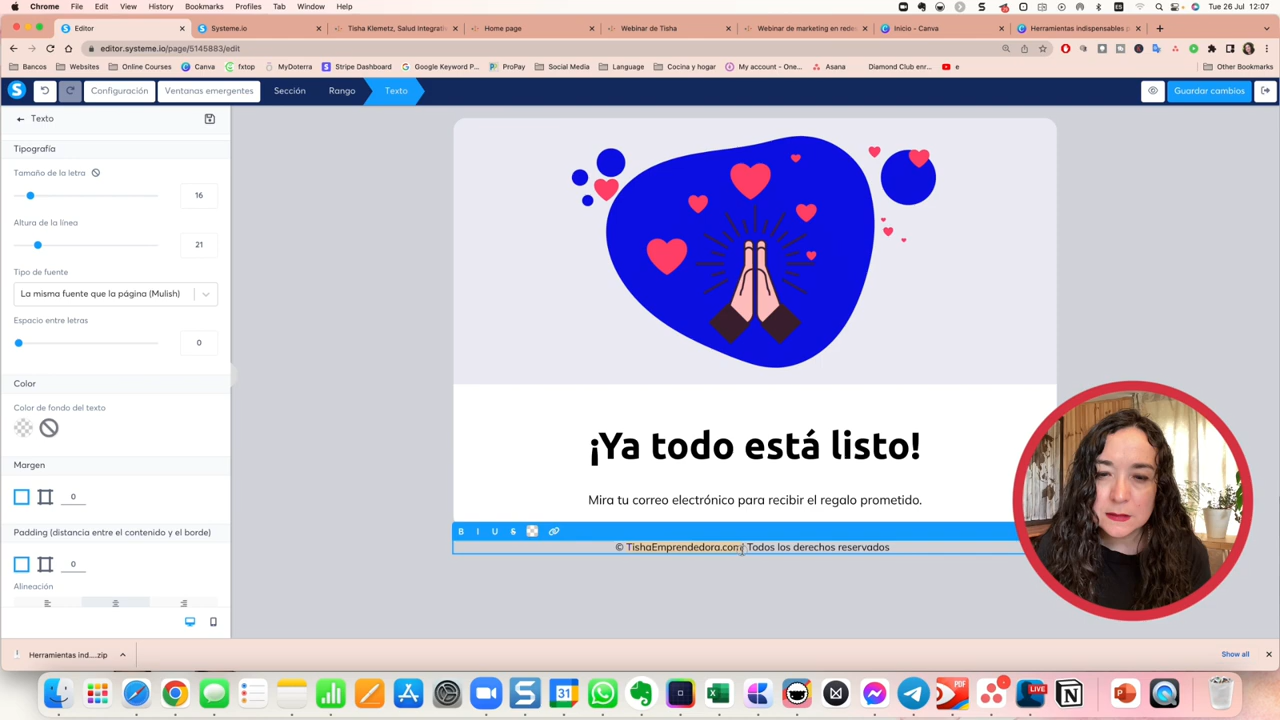 Chrome File Edit View History Bookmarks Profiles Tab Window Help
Tue 26 Jul 12:07
Editor
Systeme.io
Tisha Klemetz, Salud Integrati
Home page
Webinar de Tisha
Webinar de marketing en redes
Inicio - Canva
Herramientas indispensables p
editor.systeme.io/page/5145883/edit
Bancos Websites Online Courses Canva fxtop MyDoterra Stripe Dashboard Google Keyword P... ProPay Social Media Language Cocina y hogar My account - One... Asana Diamond Club enr... e Other Bookmarks
S Configuración Ventanas emergentes Sección Rango Texto Guardar cambios
Texto
Tipografía
Tamaño de la letra
16
Altura de la línea
21
Tipo de fuente
La misma fuente que la página (Mulish)
Espacio entre letras
0
Color
Color de fondo del texto
Margen
0
Padding (distancia entre el contenido y el borde)
0
Alineación
¡Ya todo está listo!
Mira tu correo electrónico para recibir el regalo prometido.
B I U S
© TishaEmprendedora.com Todos los derechos reservados
Herramientas ind....zip
Show all